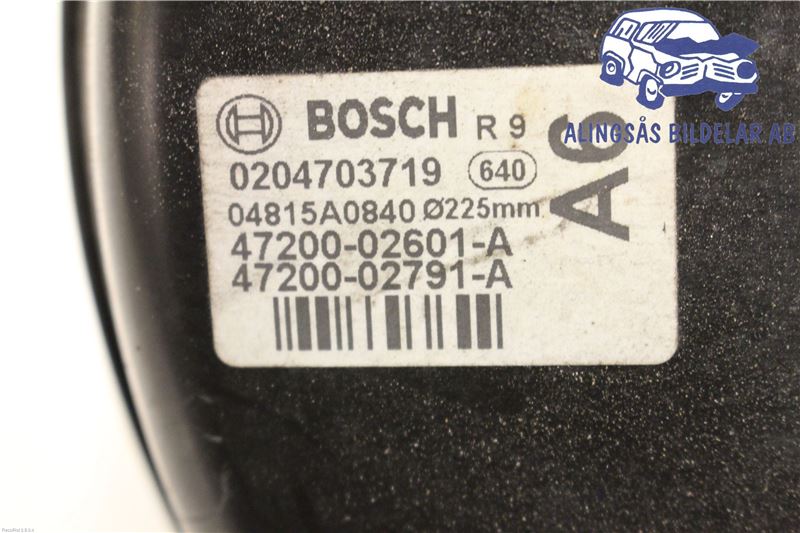 BOSCH R 9
0204703719 640
04815A0840 Ø225mm
47200-02601-A
47200-02791-A
A6
ALINGSÅS BILDELAR AB